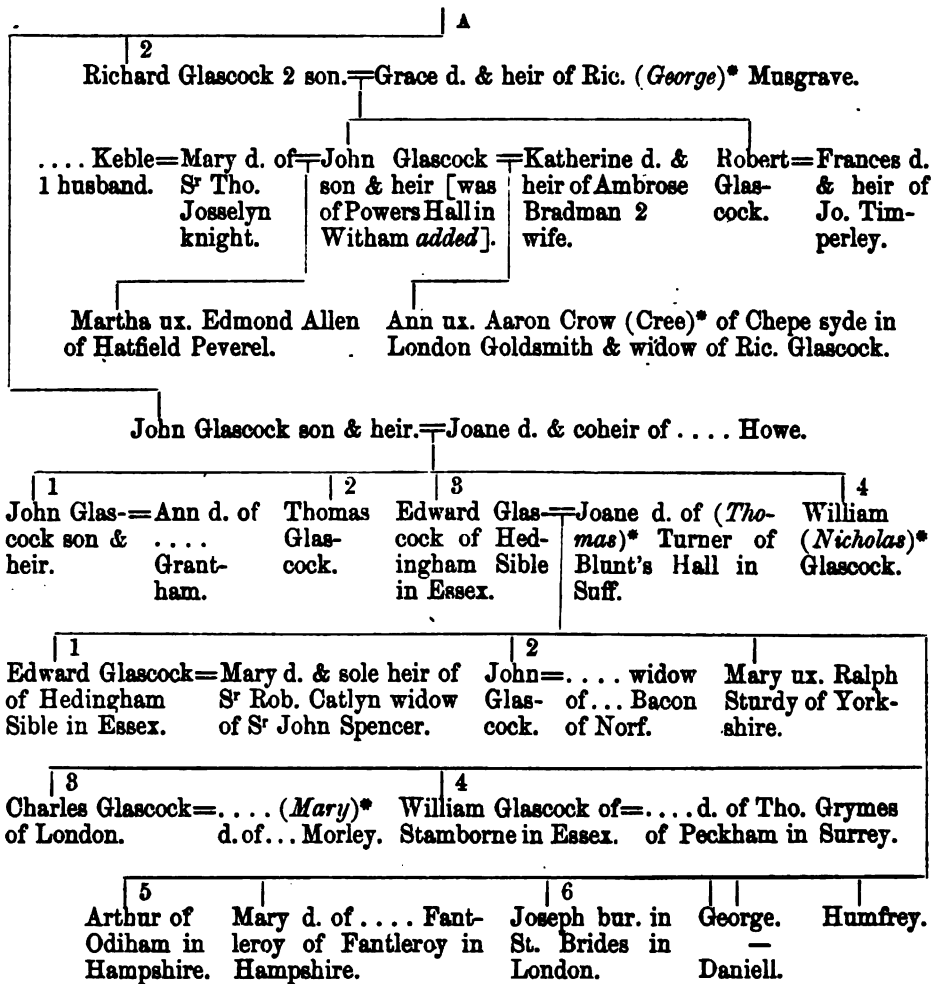 A
2
Richard Glascock 2 son.=Grace d. & heir of Ric. (George)* Musgrave.
.... Keble=Mary d. of=John Glascock =Katherine d. & Robert=Frances d.
1 husband. Sr Tho. son & heir [was heir of Ambrose Glas- & heir of
Josselyn of Powers Hall in Bradman 2 cock. Jo. Tim-
knight. Witham added]. wife. perley.
Martha ux. Edmond Allen Ann ux. Aaron Crow (Cree)* of Chepe syde in
of Hatfield Peverel. London Goldsmith & widow of Ric. Glascock.
John Glascock son & heir.=Joane d. & coheir of .... Howe.
1 2 3 4
John Glas-=Ann d. of Thomas Edward Glas-=Joane d. of (Tho- William
cock son & .... Glas- cock of Hed- mas)* Turner of (Nicholas)*
heir. Grant- cock. ingham Sible Blunt's Hall in Glascock.
ham. in Essex. Suff.
1 2
Edward Glascock=Mary d. & sole heir of John=.... widow Mary ux. Ralph
of Hedingham Sr Rob. Catlyn widow Glas- of... Bacon Sturdy of York-
Sible in Essex. of Sr John Spencer. cock. of Norf. shire.
3 4
Charles Glascock=.... (Mary)* William Glascock of=....d. of Tho. Grymes
of London. d. of... Morley. Stamborne in Essex. of Peckham in Surrey.
5 6
Arthur of Mary d. of .... Fant- Joseph bur. in George. Humfrey.
Odiham in leroy of Fantleroy in St. Brides in —
Hampshire. Hampshire. London. Daniell.